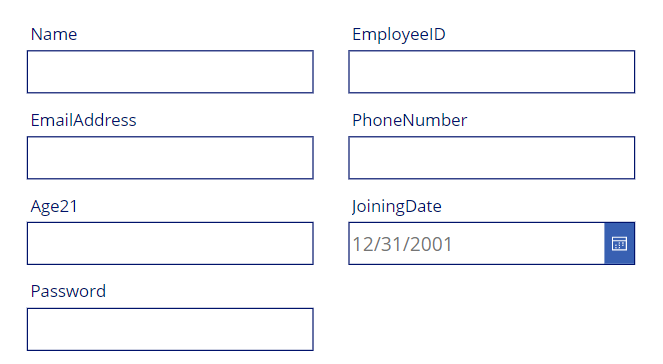 Name
EmployeeID
EmailAddress
PhoneNumber
Age21
JoiningDate
12/31/2001
Password